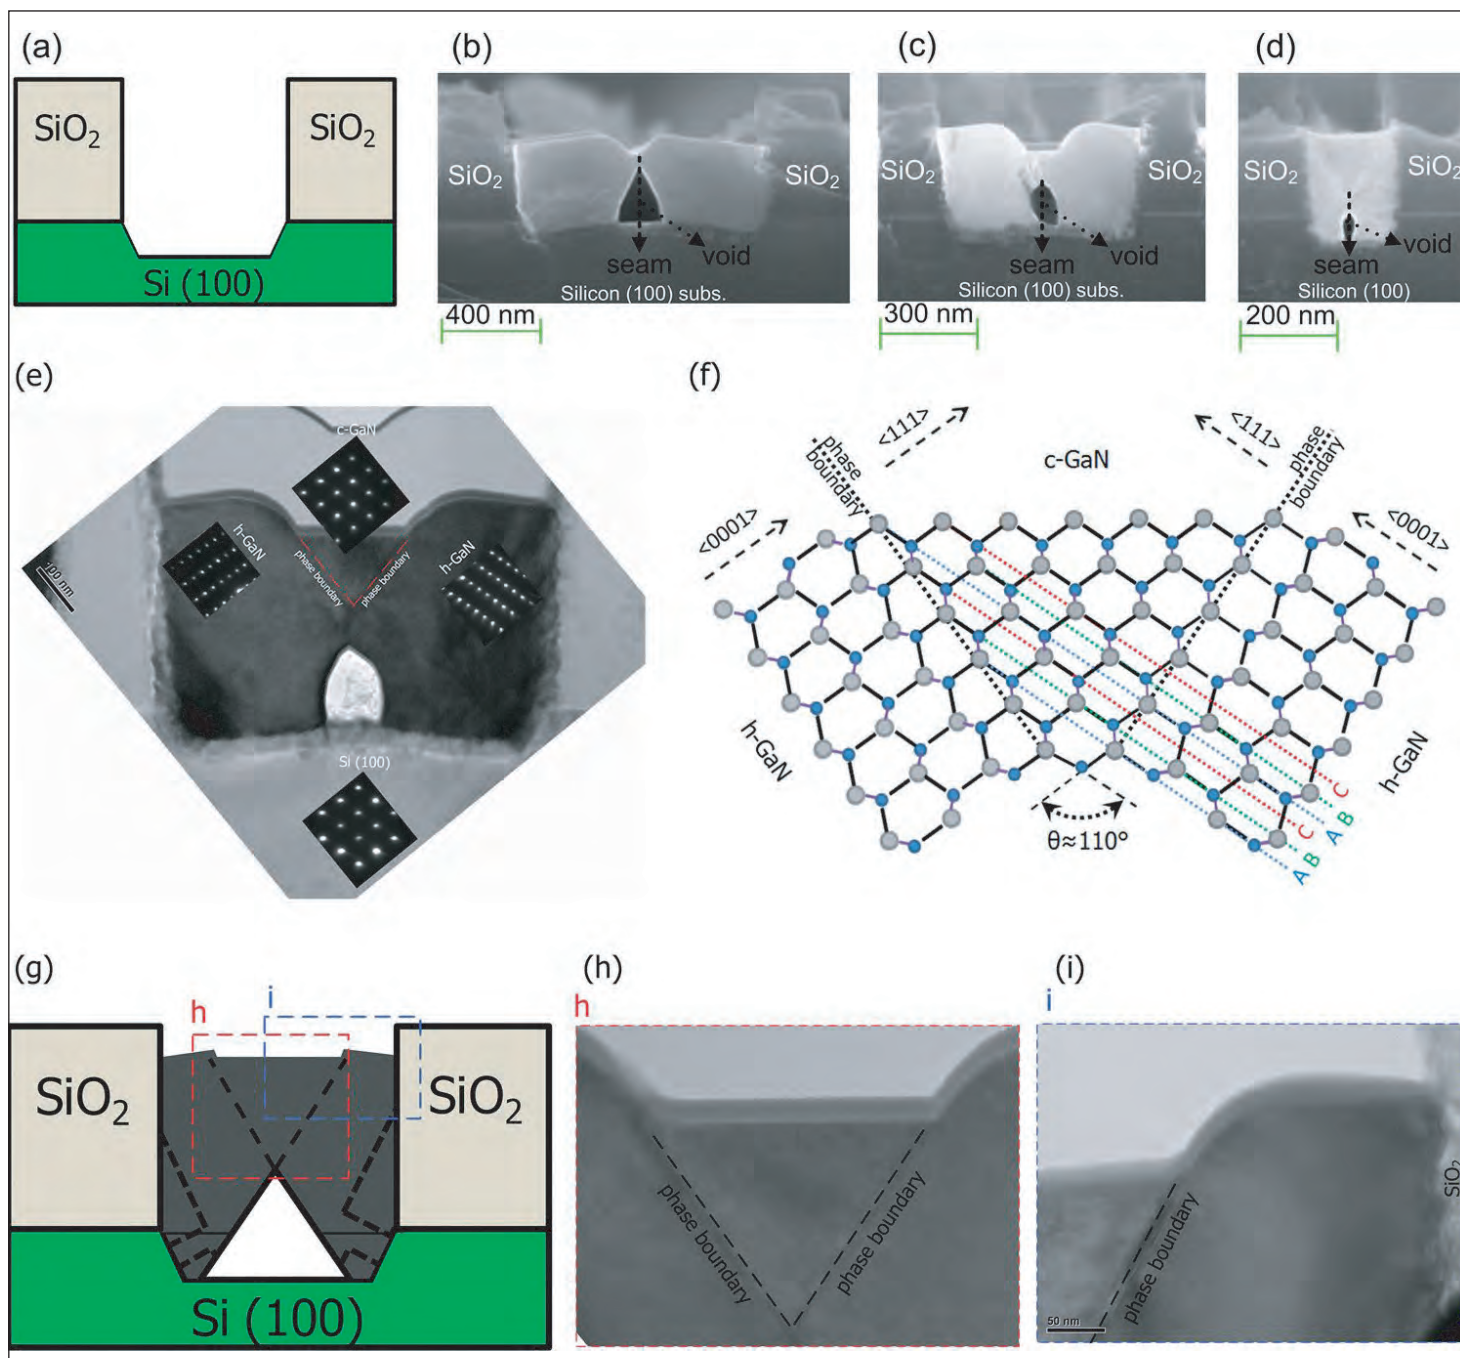 (a)
SiO2
SiO2
Si (100)
(b)
SiO2
SiO2
seam
void
Silicon (100) subs.
400 nm
(c)
SiO2
SiO2
seam
void
Silicon (100) subs.
300 nm
(d)
SiO2
SiO2
seam
void
Silicon (100)
200 nm
(e)
c-GaN
h-GaN
h-GaN
phase boundary
phase boundary
100 nm
Si (100)
(f)
<111>
<111>
phase
boundary
c-GaN
phase
boundary
<0001>
<0001>
h-GaN
h-GaN
θ≈110°
C
B
A
C
B
A
(g)
h
i
SiO2
SiO2
Si (100)
(h)
h
phase boundary
phase boundary
(i)
i
phase boundary
SiO2
50 nm